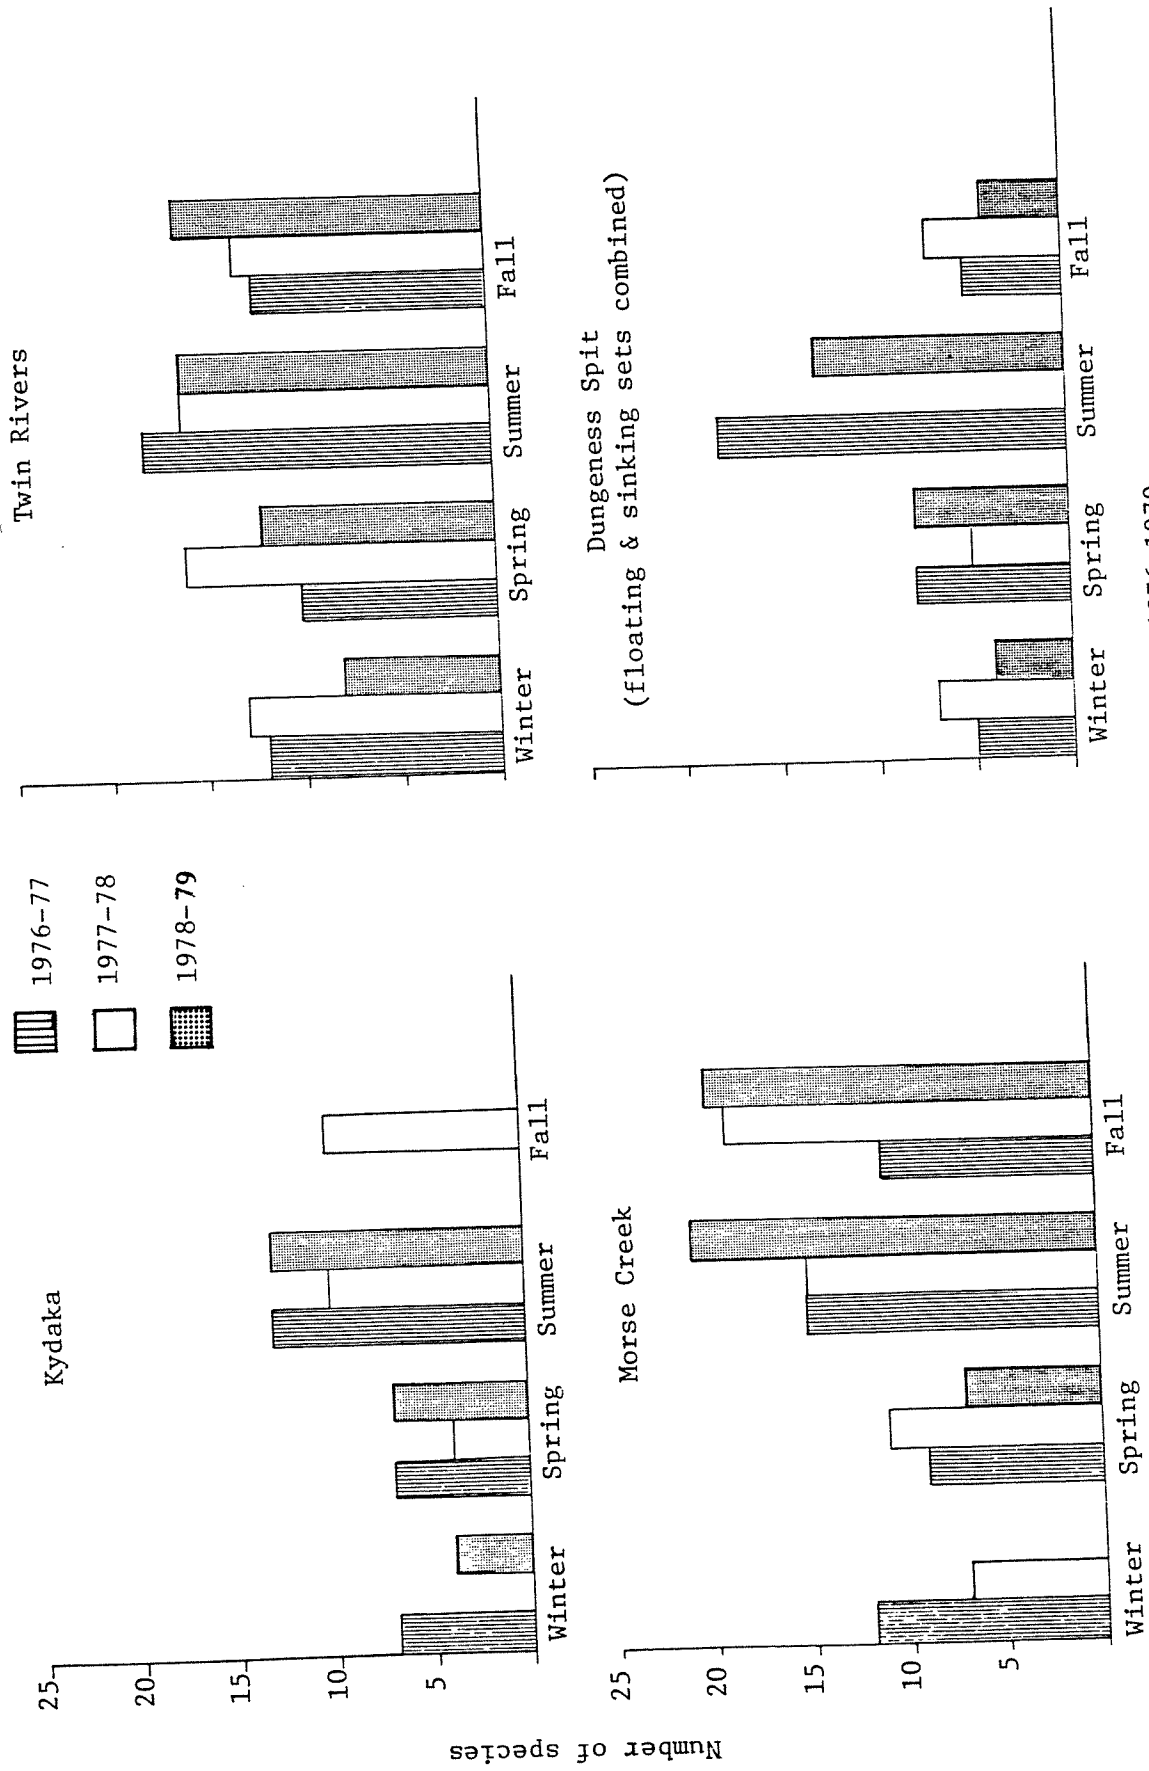 Kydaka
1976-77
1977-78
1978-79
Twin Rivers
25
20
15
10
5
Winter
Spring
Summer
Fall
Winter
Spring
Summer
Fall
Number of species
Morse Creek
Dungeness Spit
(floating & sinking sets combined)
25
20
15
10
5
Winter
Spring
Summer
Fall
Winter
Spring
Summer
Fall